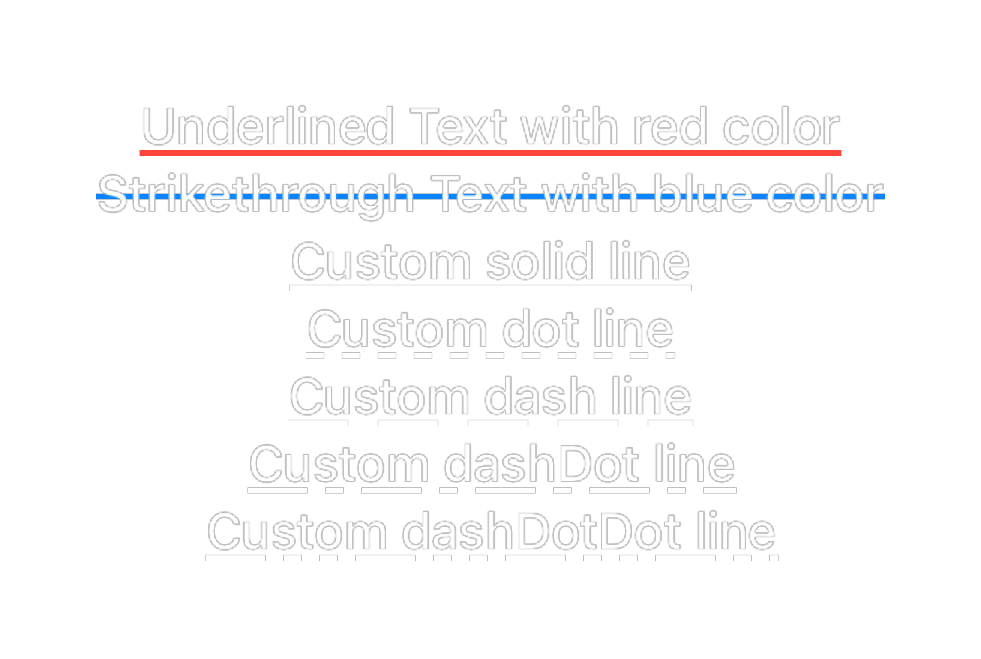 Underlined Text with red color
Strikethrough Text with blue color
Custom solid line
Custom dot line
Custom dash line
Custom dashDot line
Custom dashDotDot line